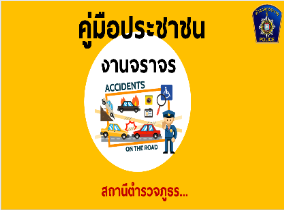 คู่มือประชาชน
งานจราจร
ACCIDENTS
ON THE ROAD
POLICE
สถานีตำรวจภูธร...